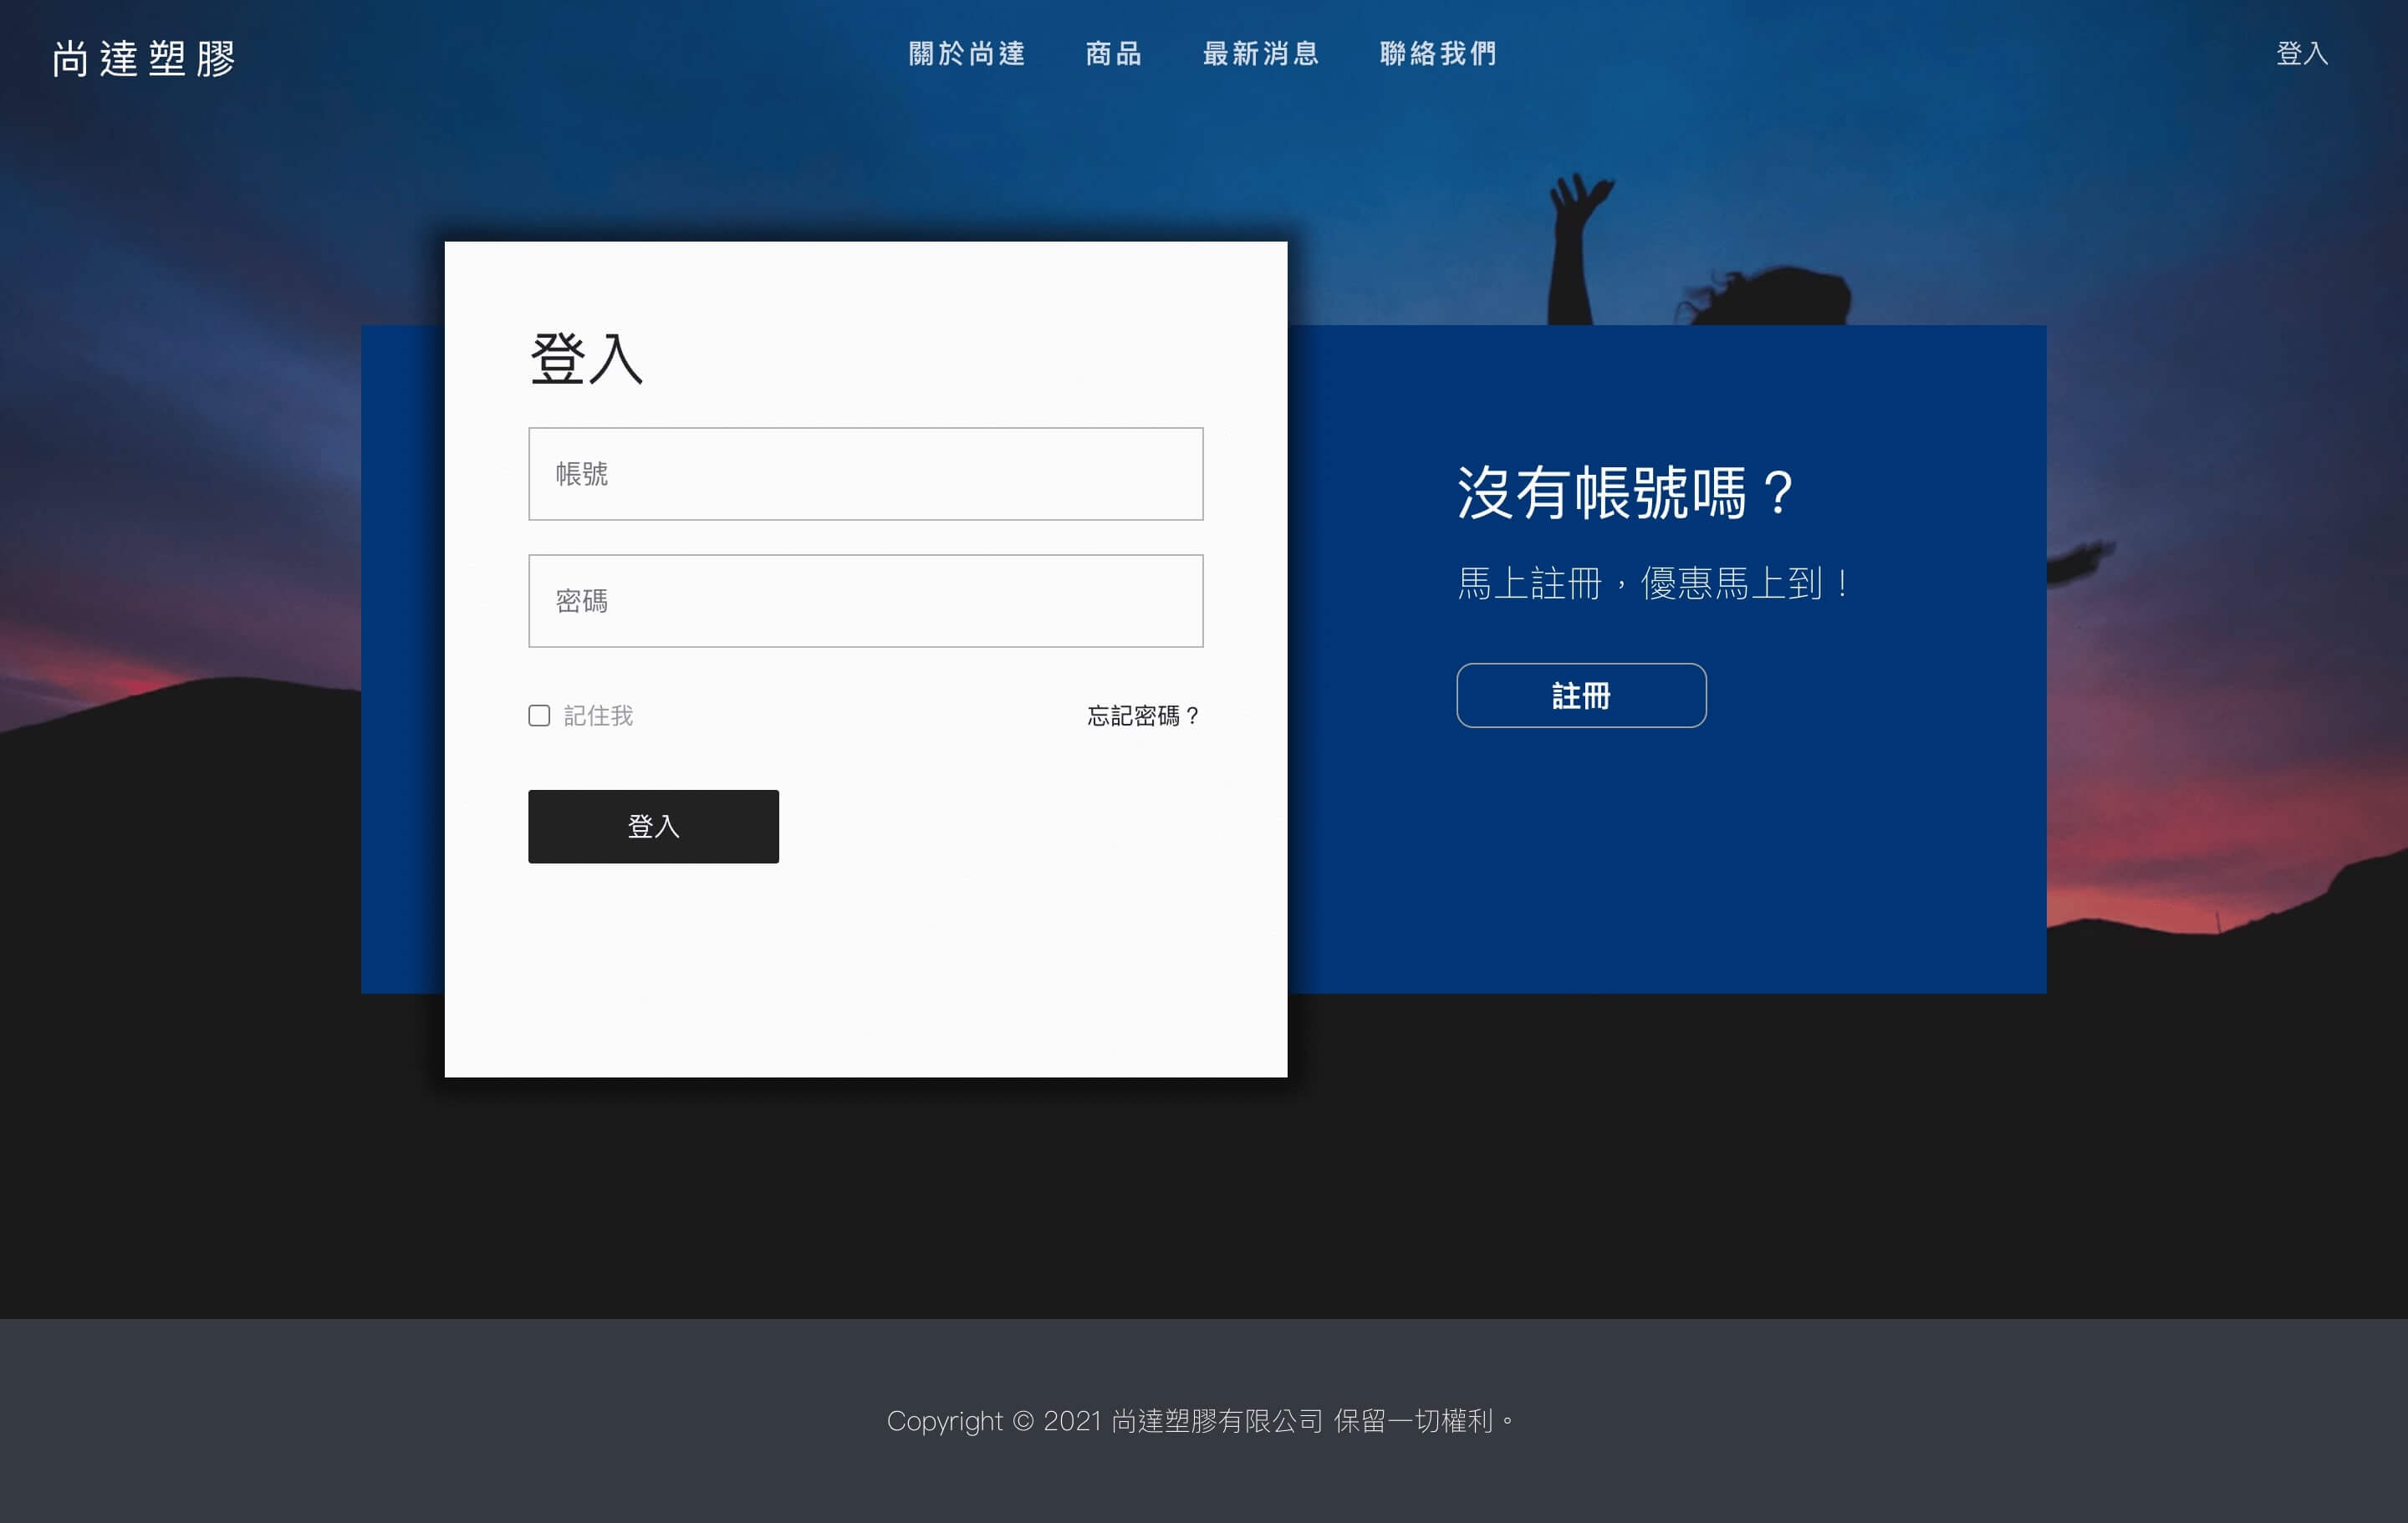 尚達塑膠
關於尚達 商品 最新消息 聯絡我們
登入
登入
帳號
密碼
記住我 忘記密碼？
登入
沒有帳號嗎？
馬上註冊，優惠馬上到！
註冊
Copyright © 2021 尚達塑膠有限公司 保留一切權利。